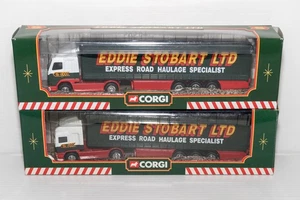 EDDIE STOBART LTD
EXPRESS ROAD HAULAGE SPECIALIST
CORGI
EDDIE STOBART LTD
EXPRESS ROAD HAULAGE SPECIALIST
CORGI